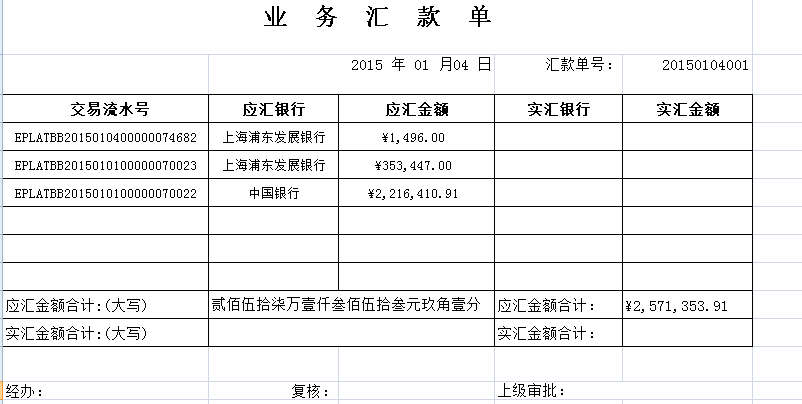 业 务 汇 款 单
2015 年 01 月04 日 汇款单号： 20150104001
交易流水号 应汇银行 应汇金额 实汇银行 实汇金额
EPLATBB2015010400000074682 上海浦东发展银行 ¥1,496.00
EPLATBB2015010100000070023 上海浦东发展银行 ¥353,447.00
EPLATBB2015010100000070022 中国银行 ¥2,216,410.91
应汇金额合计:(大写) 贰佰伍拾柒万壹仟叁佰伍拾叁元玖角壹分 应汇金额合计： ¥2,571,353.91
实汇金额合计:(大写) 实汇金额合计：
经办： 复核： 上级审批：